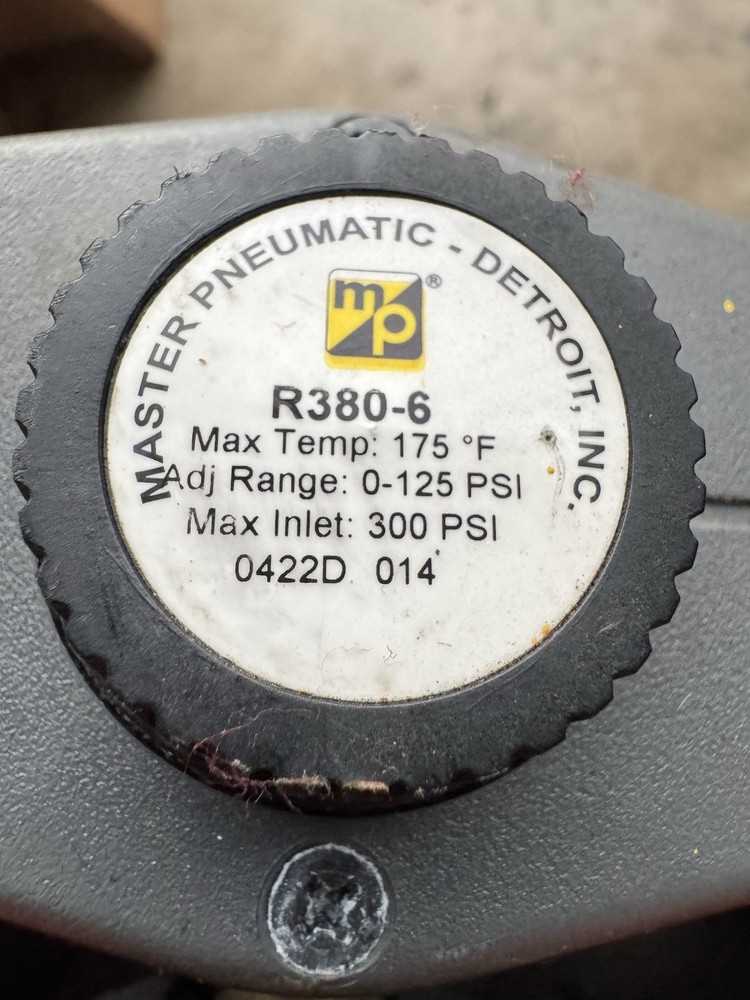 MASTER PNEUMATIC - DETROIT, INC.
mp®
R380-6
Max Temp: 175 °F
Adj Range: 0-125 PSI
Max Inlet: 300 PSI
0422D 014